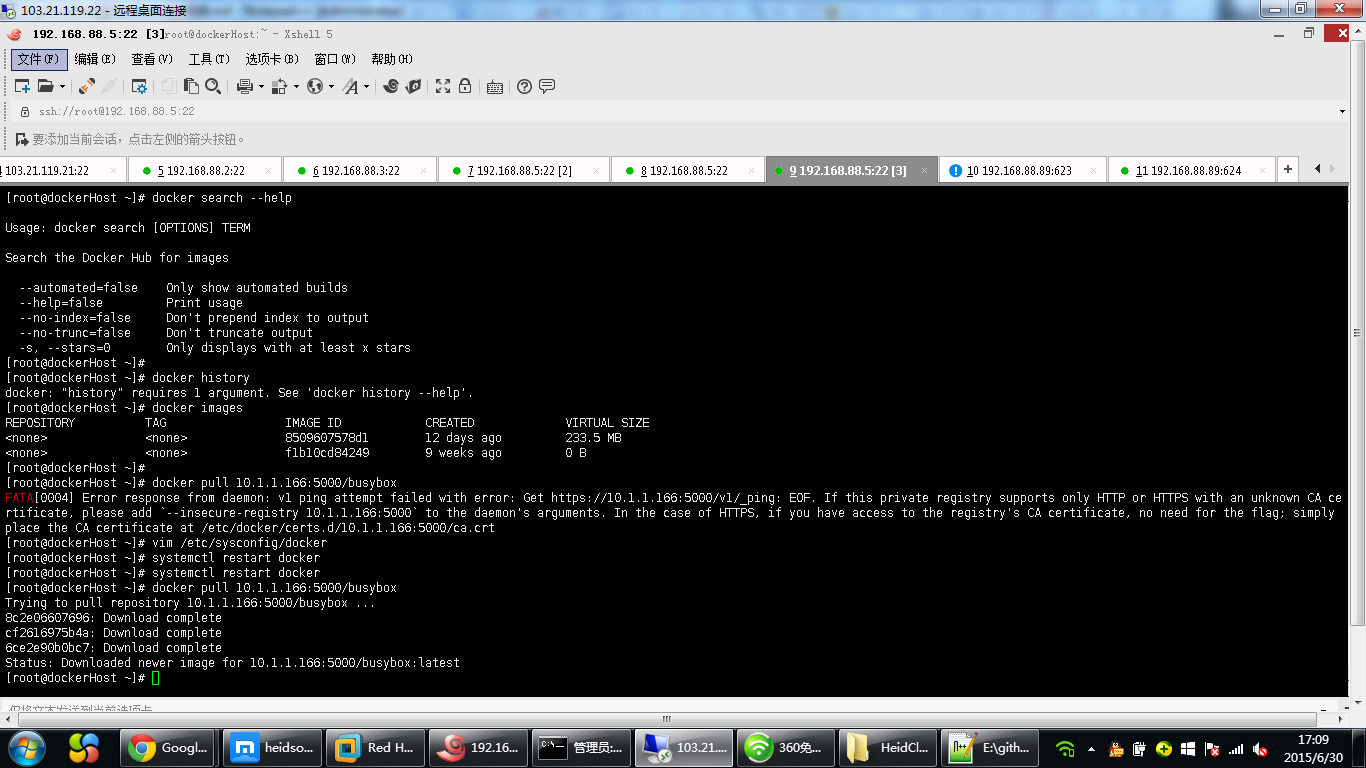 103.21.119.22 - 远程桌面连接
192.168.88.5:22 [3] root@dockerHost:~ - Xshell 5
文件(F) 编辑(E) 查看(V) 工具(T) 选项卡(B) 窗口(W) 帮助(H)
ssh://root@192.168.88.5:22
要添加当前会话，点击左侧的箭头按钮。
103.21.119.21:22 5 192.168.88.2:22 6 192.168.88.3:22 7 192.168.88.5:22 [2] 8 192.168.88.5:22 9 192.168.88.5:22 [3] 10 192.168.88.89:623 11 192.168.88.89:624
[root@dockerHost ~]# docker search --help
Usage: docker search [OPTIONS] TERM
Search the Docker Hub for images
--automated=false Only show automated builds
--help=false Print usage
--no-index=false Don't prepend index to output
--no-trunc=false Don't truncate output
-s, --stars=0 Only displays with at least x stars
[root@dockerHost ~]#
[root@dockerHost ~]# docker history
docker: "history" requires 1 argument. See 'docker history --help'.
[root@dockerHost ~]# docker images
REPOSITORY TAG IMAGE ID CREATED VIRTUAL SIZE
<none> <none> 8509607578d1 12 days ago 233.5 MB
<none> <none> f1b10cd84249 9 weeks ago 0 B
[root@dockerHost ~]#
[root@dockerHost ~]# docker pull 10.1.1.166:5000/busybox
FATA[0004] Error response from daemon: v1 ping attempt failed with error: Get https://10.1.1.166:5000/v1/_ping: EOF. If this private registry supports only HTTP or HTTPS with an unknown CA ce
rtificate, please add `--insecure-registry 10.1.1.166:5000` to the daemon's arguments. In the case of HTTPS, if you have access to the registry's CA certificate, no need for the flag; simply
place the CA certificate at /etc/docker/certs.d/10.1.1.166:5000/ca.crt
[root@dockerHost ~]# vim /etc/sysconfig/docker
[root@dockerHost ~]# systemctl restart docker
[root@dockerHost ~]# systemctl restart docker
[root@dockerHost ~]# docker pull 10.1.1.166:5000/busybox
Trying to pull repository 10.1.1.166:5000/busybox ...
8c2e06607696: Download complete
cf2616975b4a: Download complete
6ce2e90b0bc7: Download complete
Status: Downloaded newer image for 10.1.1.166:5000/busybox:latest
[root@dockerHost ~]#
仅将文本发送到当前选项卡
Googl... heidso... Red H... 192.16... 管理员:... 103.21.... 360免... HeidCl... E:\gith... 17:09
2015/6/30